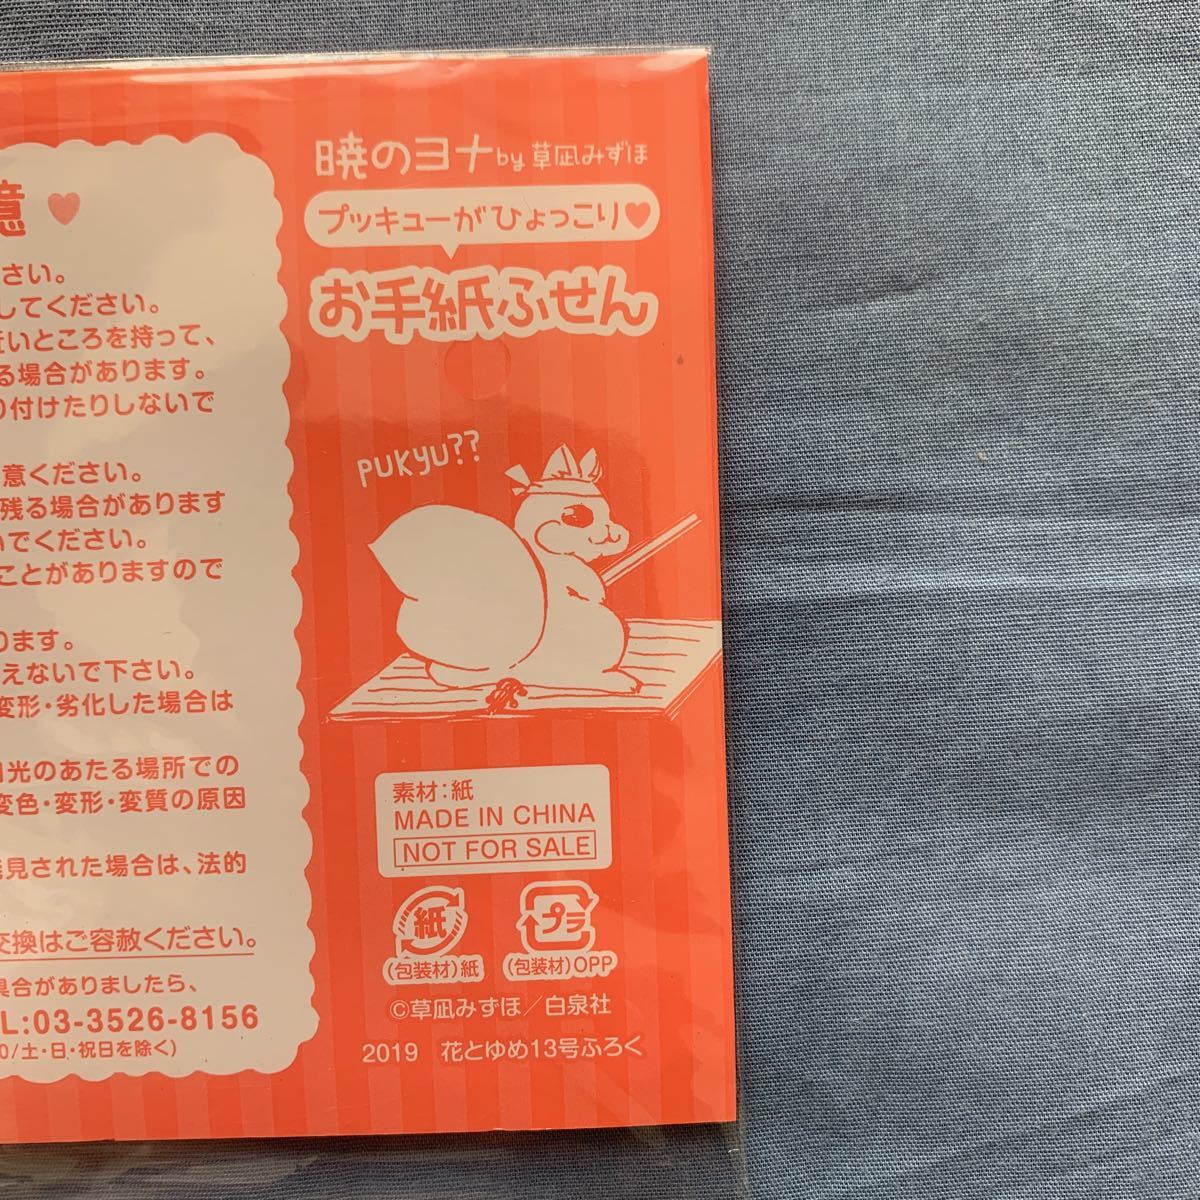 意 ♥
さい。
してください。
近いところを持って、
る場合があります。
り付けたりしないで
意ください。
残る場合があります
いでください。
ことがありますので
ります。
えないで下さい。
変形・劣化した場合は
日光のあたる場所での
変色・変形・変質の原因
発見された場合は、法的
交換はご容赦ください。
具合がありましたら、
L:03-3526-8156
0/土・日・祝日を除く)
暁のヨナ by 草凪みずほ
プッキューがひょっこり♥
お手紙ふせん
PUKYU??
素材:紙
MADE IN CHINA
NOT FOR SALE
紙
(包装材)紙
プラ
(包装材)OPP
©草凪みずほ/白泉社
2019 花とゆめ13号ふろく